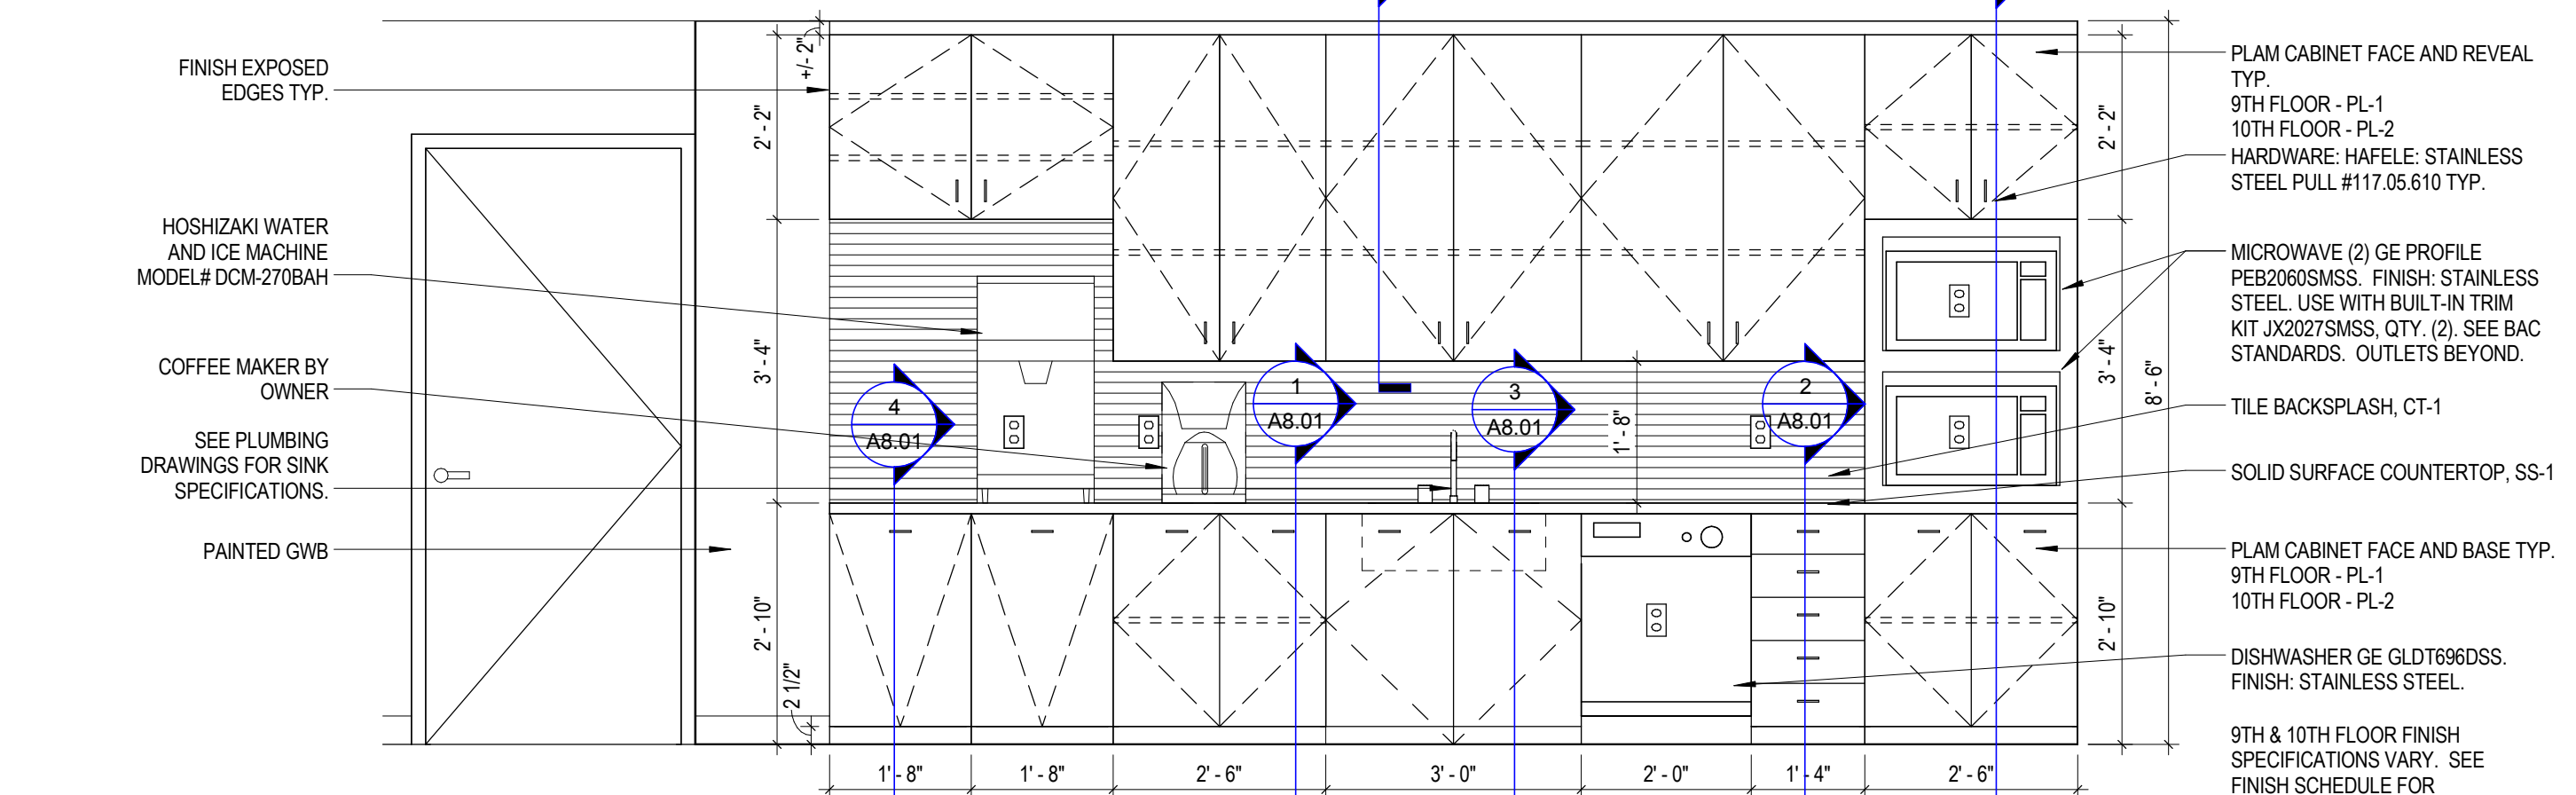 FINISH EXPOSED
EDGES TYP.
HOSHIZAKI WATER
AND ICE MACHINE
MODEL# DCM-270BAH
COFFEE MAKER BY
OWNER
SEE PLUMBING
DRAWINGS FOR SINK
SPECIFICATIONS.
PAINTED GWB
+/- 2"
2' - 2"
3' - 4"
2' - 10"
2 1/2"
4
A8.01
1
A8.01
3
A8.01
2
A8.01
1' - 8"
1' - 8"
1' - 8"
2' - 6"
3' - 0"
2' - 0"
1' - 4"
2' - 6"
2' - 2"
3' - 4"
2' - 10"
8' - 6"
PLAM CABINET FACE AND REVEAL
TYP.
9TH FLOOR - PL-1
10TH FLOOR - PL-2
HARDWARE: HAFELE: STAINLESS
STEEL PULL #117.05.610 TYP.
MICROWAVE (2) GE PROFILE
PEB2060SMSS. FINISH: STAINLESS
STEEL. USE WITH BUILT-IN TRIM
KIT JX2027SMSS, QTY. (2). SEE BAC
STANDARDS. OUTLETS BEYOND.
TILE BACKSPLASH, CT-1
SOLID SURFACE COUNTERTOP, SS-1
PLAM CABINET FACE AND BASE TYP.
9TH FLOOR - PL-1
10TH FLOOR - PL-2
DISHWASHER GE GLDT696DSS.
FINISH: STAINLESS STEEL.
9TH & 10TH FLOOR FINISH
SPECIFICATIONS VARY. SEE
FINISH SCHEDULE FOR